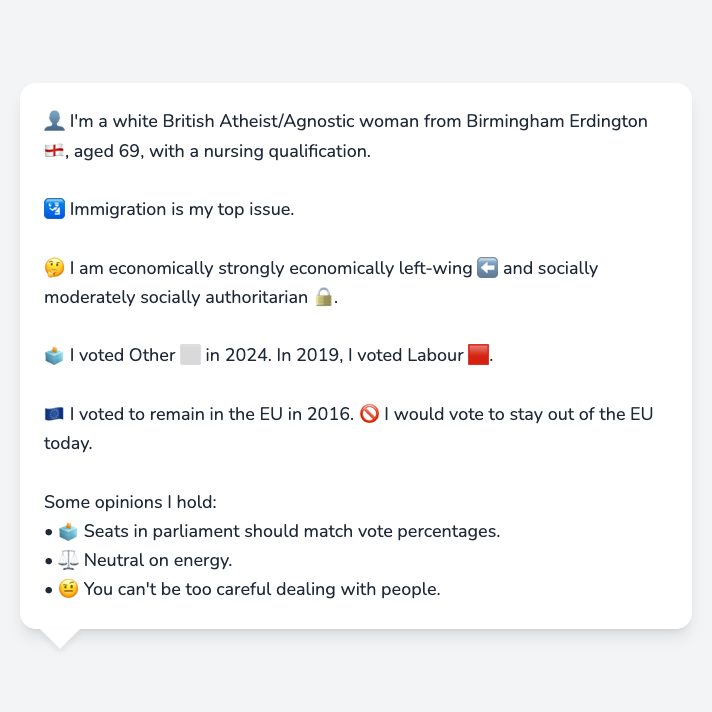 👤 I'm a white British Atheist/Agnostic woman from Birmingham Erdington
🏴󠁧󠁢󠁥󠁮󠁧󠁿, aged 69, with a nursing qualification.
🛂 Immigration is my top issue.
🤔 I am economically strongly economically left-wing ⬅️ and socially
moderately socially authoritarian 🔒.
🗳️ I voted Other ⬜ in 2024. In 2019, I voted Labour 🟥.
🇪🇺 I voted to remain in the EU in 2016. 🚫 I would vote to stay out of the EU
today.
Some opinions I hold:
• 🗳️ Seats in parliament should match vote percentages.
• ⚖️ Neutral on energy.
• 🤨 You can't be too careful dealing with people.